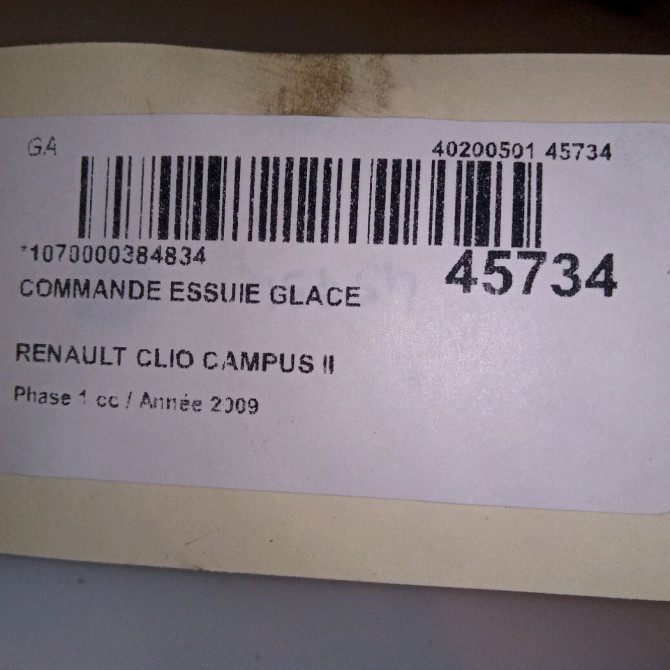 GA
40200501 45734
*1070000384834
45734
COMMANDE ESSUIE GLACE
RENAULT CLIO CAMPUS II
Phase 1 cc / Année 2009